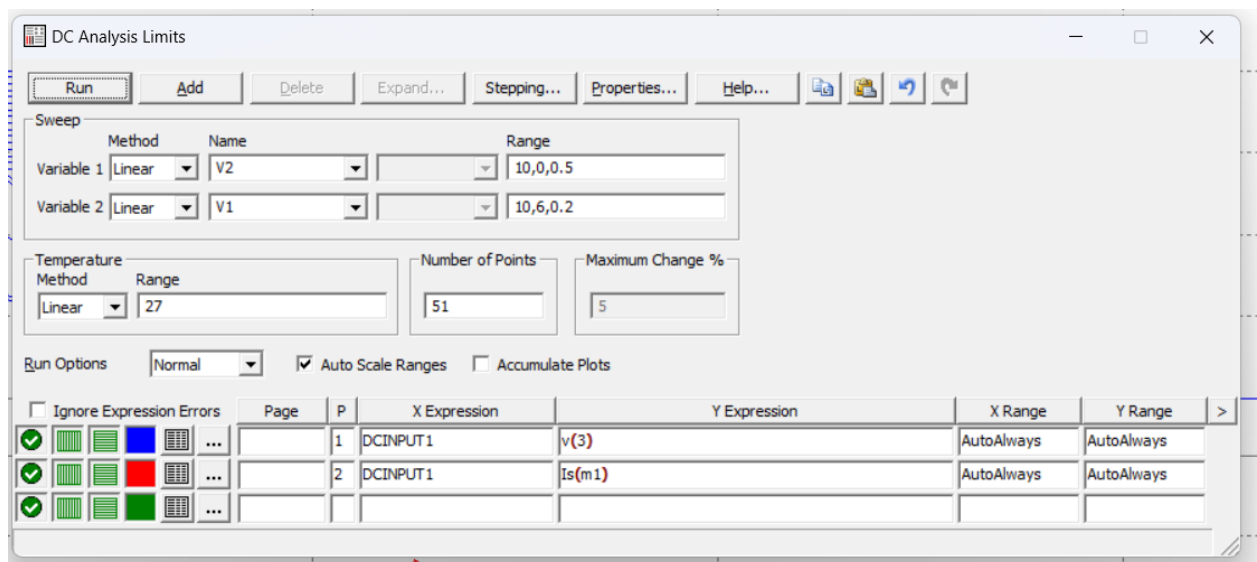 DC Analysis Limits
Run Add Delete Expand... Stepping... Properties... Help...
Sweep
Method Name Range
Variable 1 Linear V2 10,0,0.5
Variable 2 Linear V1 10,6,0.2
Temperature Number of Points Maximum Change %
Method Range
Linear 27 51 5
Run Options Normal Auto Scale Ranges Accumulate Plots
Ignore Expression Errors Page P X Expression Y Expression X Range Y Range >
... 1 DCINPUT1 v(3) AutoAlways AutoAlways
... 2 DCINPUT1 Is(m1) AutoAlways AutoAlways
...